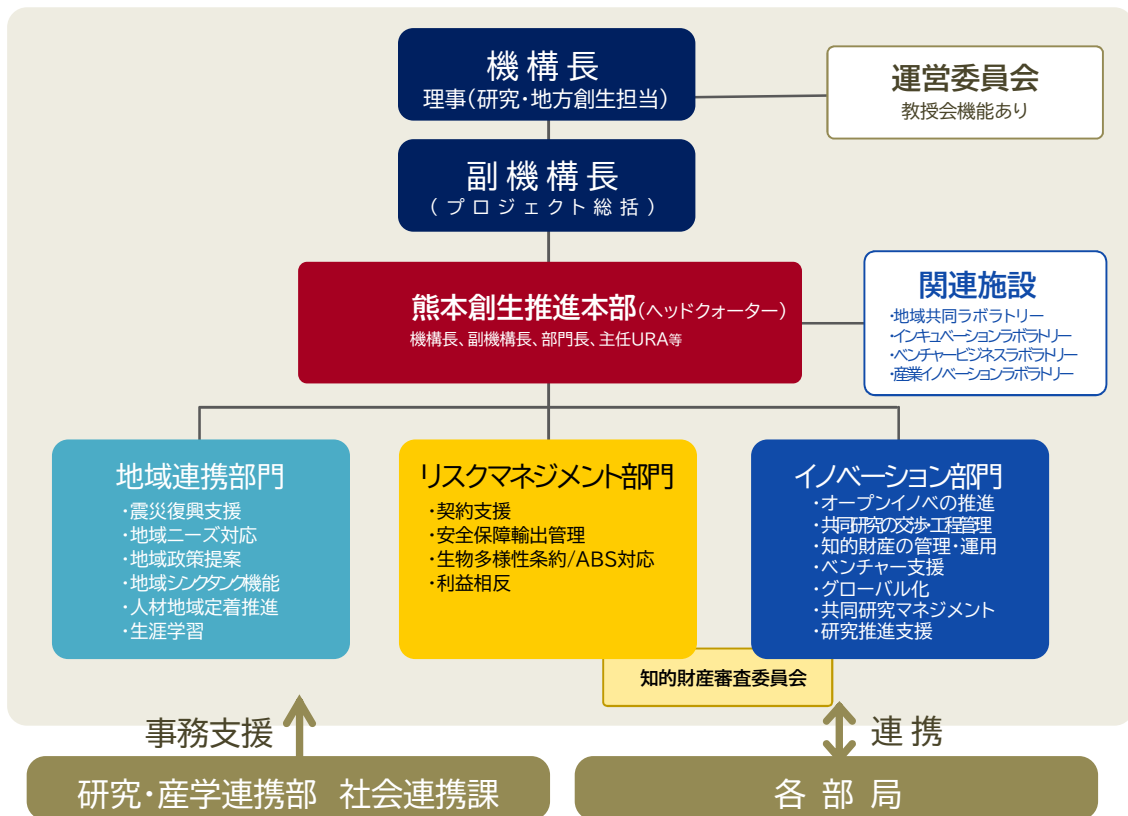 機構長
理事(研究・地方創生担当)
運営委員会
教授会機能あり
副機構長
(プロジェクト総括)
熊本創生推進本部(ヘッドクォーター)
機構長、副機構長、部門長、主任URA等
関連施設
・地域共同ラボラトリー
・インキュベーションラボラトリー
・ベンチャービジネスラボラトリー
・産業イノベーションラボラトリー
地域連携部門
・震災復興支援
・地域ニーズ対応
・地域政策提案
・地域シンクタンク機能
・人材地域定着推進
・生涯学習
リスクマネジメント部門
・契約支援
・安全保障輸出管理
・生物多様性条約/ABS対応
・利益相反
イノベーション部門
・オープンイノベの推進
・共同研究の交渉・工程管理
・知的財産の管理・運用
・ベンチャー支援
・グローバル化
・共同研究マネジメント
・研究推進支援
知的財産審査委員会
事務支援
連携
研究・産学連携部 社会連携課
各部局